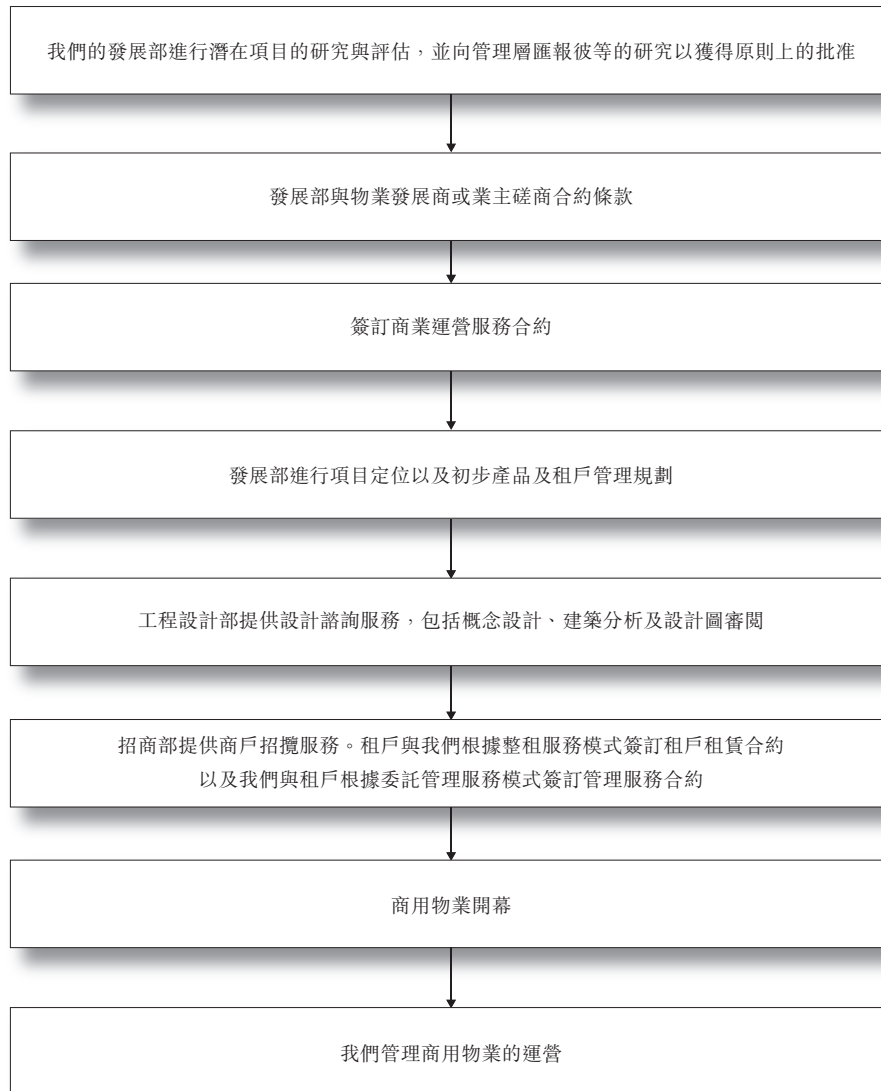 我們的發展部進行潛在項目的研究與評估，並向管理層匯報彼等的研究以獲得原則上的批准
發展部與物業發展商或業主磋商合約條款
簽訂商業運營服務合約
發展部進行項目定位以及初步產品及租戶管理規劃
工程設計部提供設計諮詢服務，包括概念設計、建築分析及設計圖審閱
招商部提供商戶招攬服務。租戶與我們根據整租服務模式簽訂租戶租賃合約
以及我們與租戶根據委託管理服務模式簽訂管理服務合約
商用物業開幕
我們管理商用物業的運營